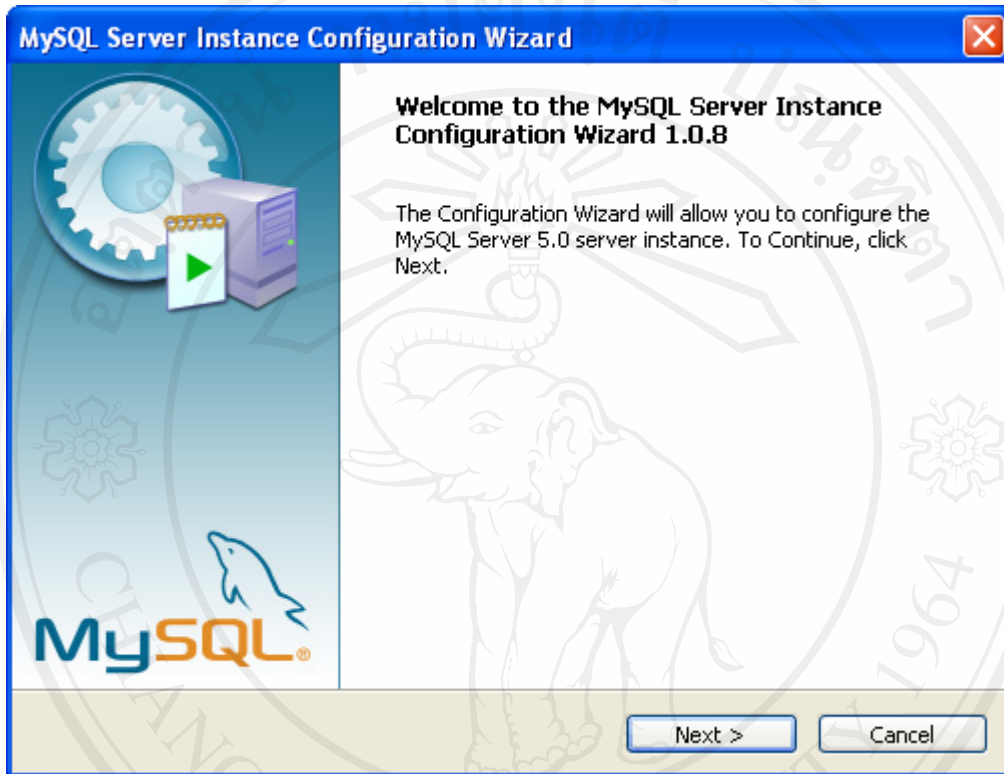 MySQL Server Instance Configuration Wizard
Welcome to the MySQL Server Instance
Configuration Wizard 1.0.8
The Configuration Wizard will allow you to configure the
MySQL Server 5.0 server instance. To Continue, click
Next.
MySQL®
Next >
Cancel
1964